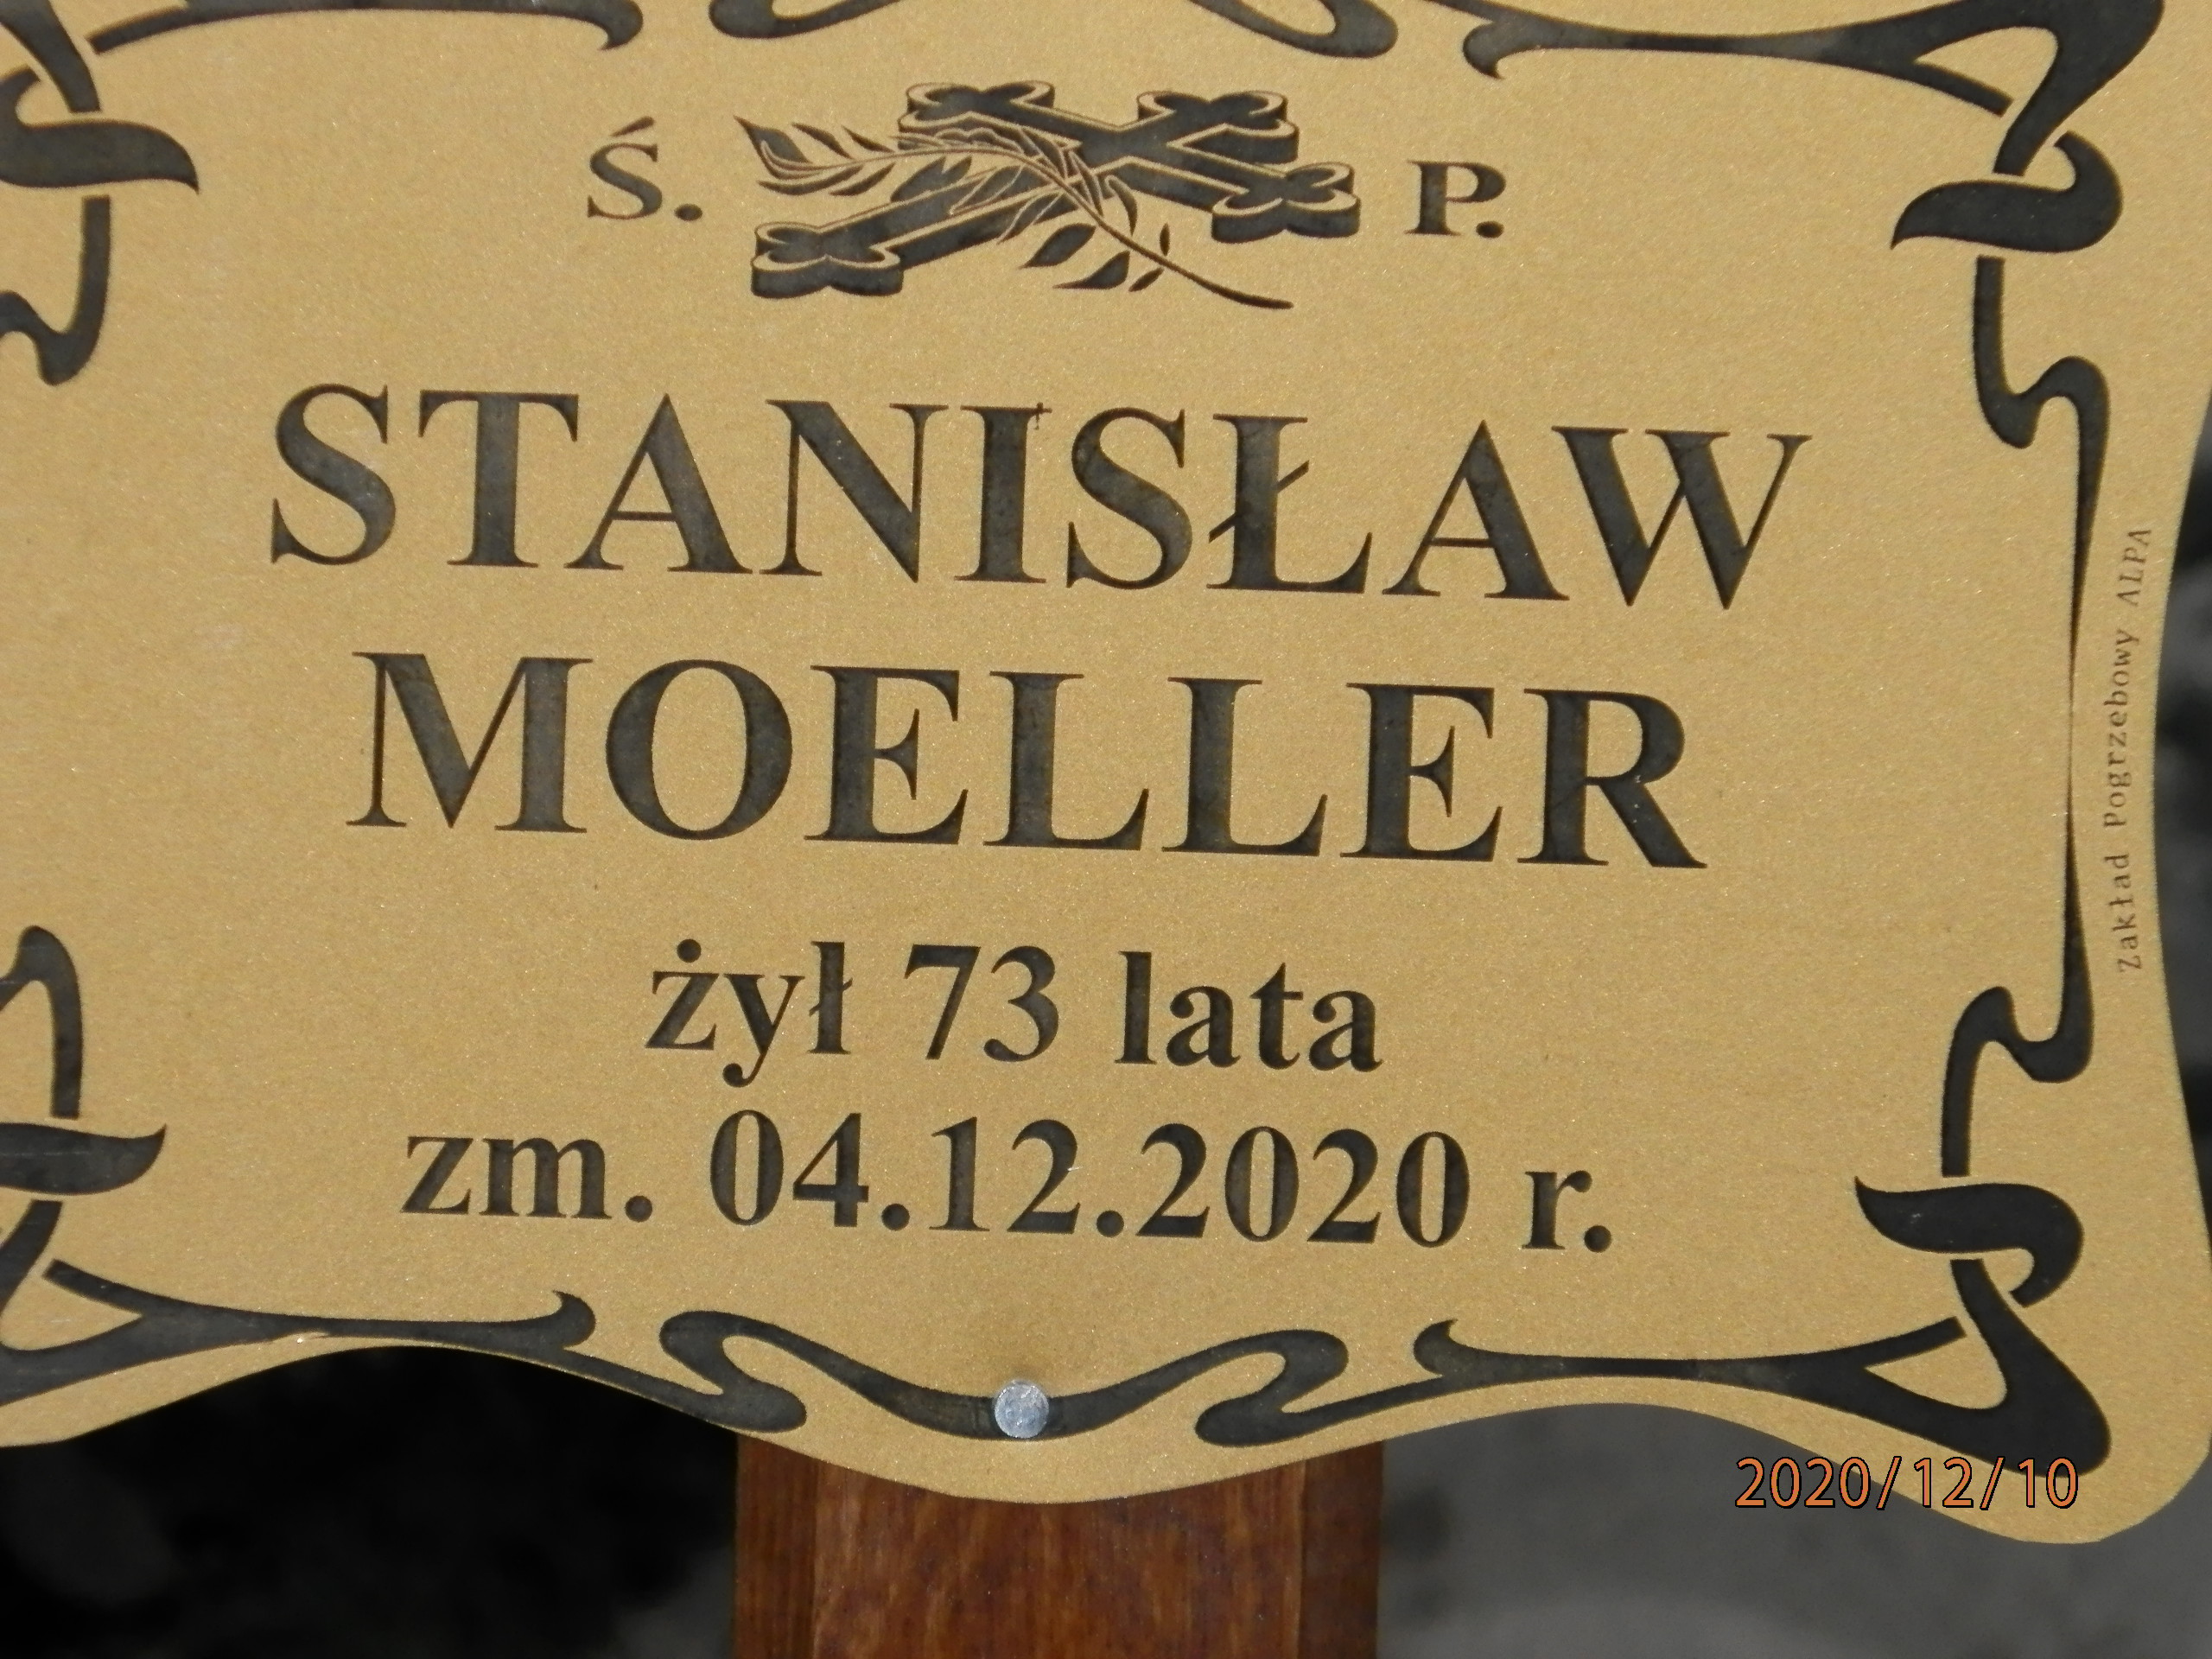 Ś. P.
STANISŁAW
MOELLER
żył 73 lata
zm. 04.12.2020 r.
Zakład Pogrzebowy ALPA
2020/12/10